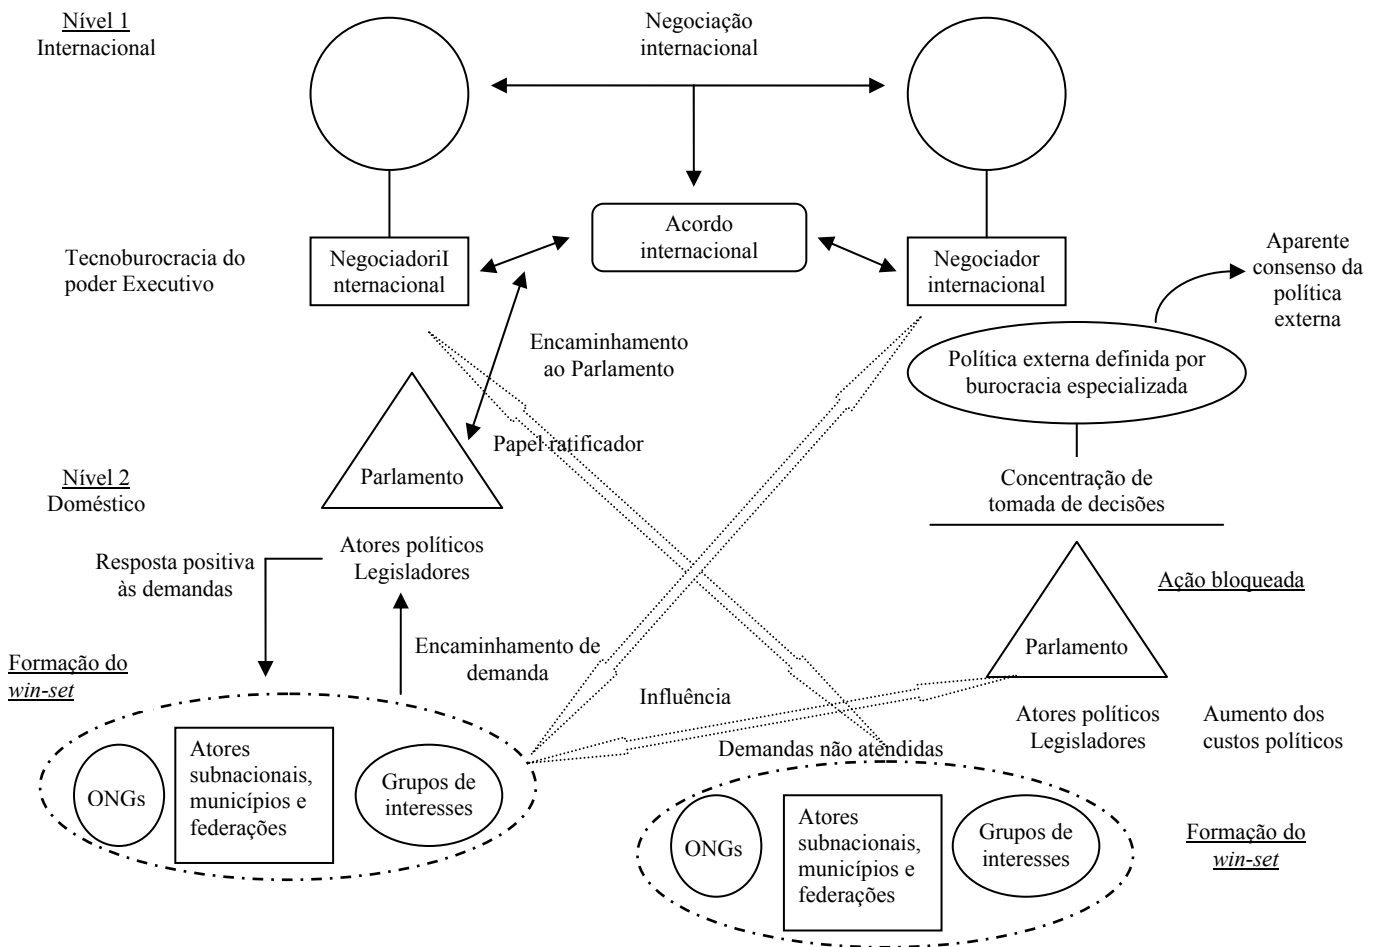 Nível 1
Internacional
Negociação
internacional
Tecnoburocracia do
poder Executivo
NegociadoriI
nternacional
Acordo
internacional
Negociador
internacional
Aparente
consenso da
política
externa
Encaminhamento
ao Parlamento
Política externa definida por
burocracia especializada
Papel ratificador
Parlamento
Nível 2
Doméstico
Concentração de
tomada de decisões
Resposta positiva
às demandas
Atores políticos
Legisladores
Ação bloqueada
Parlamento
Encaminhamento de
demanda
Formação do
win-set
Influência
Atores políticos
Legisladores
Aumento dos
custos políticos
Demandas não atendidas
ONGs
Atores
subnacionais,
municípios e
federações
Grupos de
interesses
ONGs
Atores
subnacionais,
municípios e
federações
Grupos de
interesses
Formação do
win-set